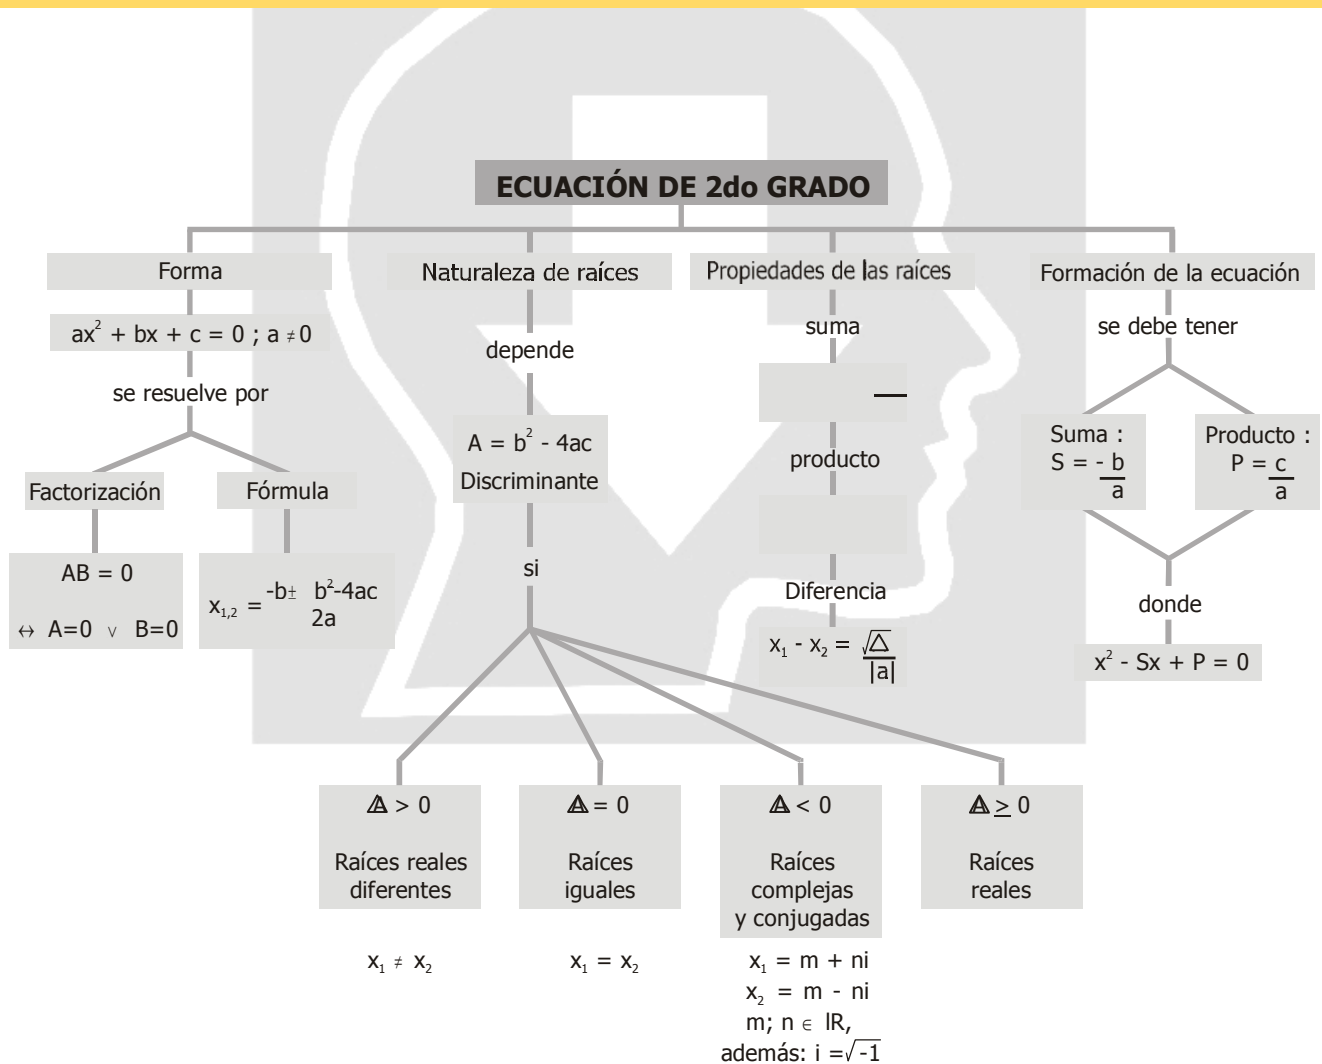 ECUACIÓN DE 2do GRADO
Forma
ax² + bx + c = 0 ; a ≠ 0
se resuelve por
Factorización
AB = 0
↔ A=0 ∨ B=0
Fórmula
x₁,₂ = -b± b²-4ac
2a
Naturaleza de raíces
depende
A = b² - 4ac
Discriminante
si
Δ > 0
Raíces reales
diferentes
x₁ ≠ x₂
Δ = 0
Raíces
iguales
x₁ = x₂
Δ < 0
Raíces
complejas
y conjugadas
x₁ = m + ni
x₂ = m - ni
m; n ∈ lR,
además: i =√-1
Δ ≥ 0
Raíces
reales
Propiedades de las raíces
suma
producto
Diferencia
x₁ - x₂ = √Δ
|a|
Formación de la ecuación
se debe tener
Suma :
S = - b
a
Producto :
P = c
a
donde
x² - Sx + P = 0